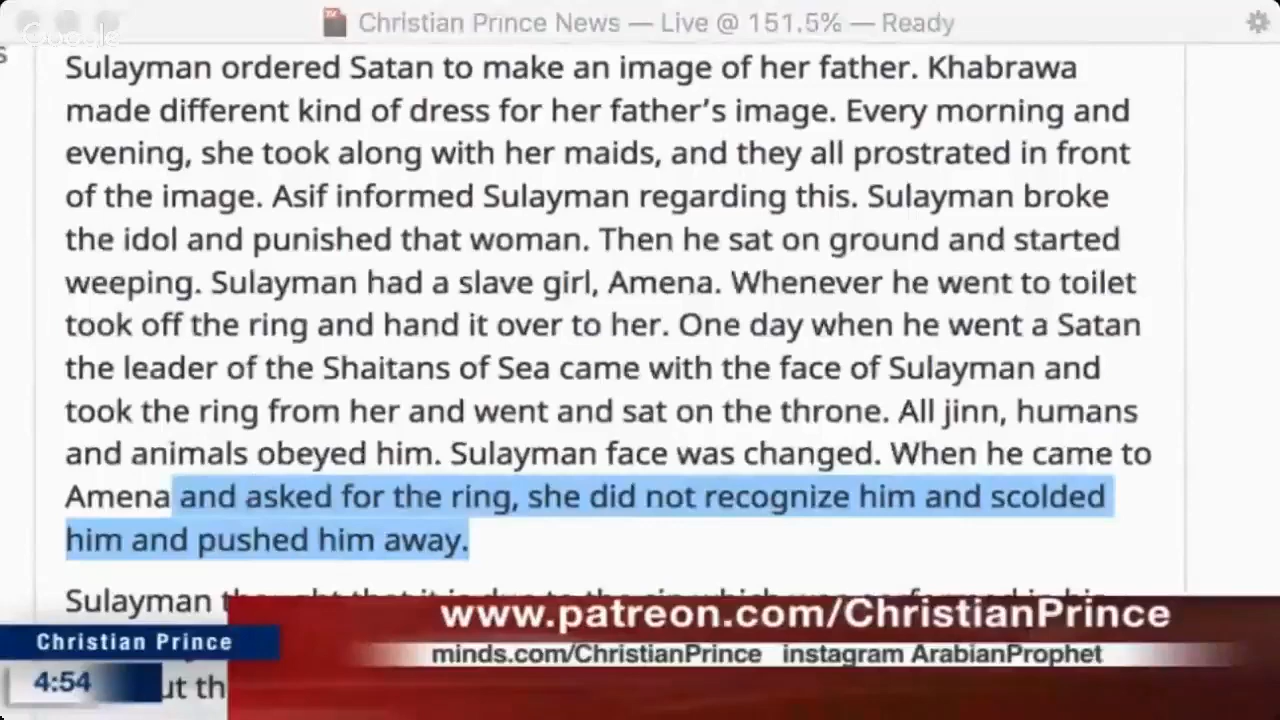 Christian Prince News — Live @ 151.5% — Ready
Google
s
Sulayman ordered Satan to make an image of her father. Khabrawa
made different kind of dress for her father's image. Every morning and
evening, she took along with her maids, and they all prostrated in front
of the image. Asif informed Sulayman regarding this. Sulayman broke
the idol and punished that woman. Then he sat on ground and started
weeping. Sulayman had a slave girl, Amena. Whenever he went to toilet
took off the ring and hand it over to her. One day when he went a Satan
the leader of the Shaitans of Sea came with the face of Sulayman and
took the ring from her and went and sat on the throne. All jinn, humans
and animals obeyed him. Sulayman face was changed. When he came to
Amena and asked for the ring, she did not recognize him and scolded
him and pushed him away.
Sulayman
www.patreon.com/ChristianPrince
Christian Prince
minds.com/ChristianPrince instagram ArabianProphet
4:54
ut th